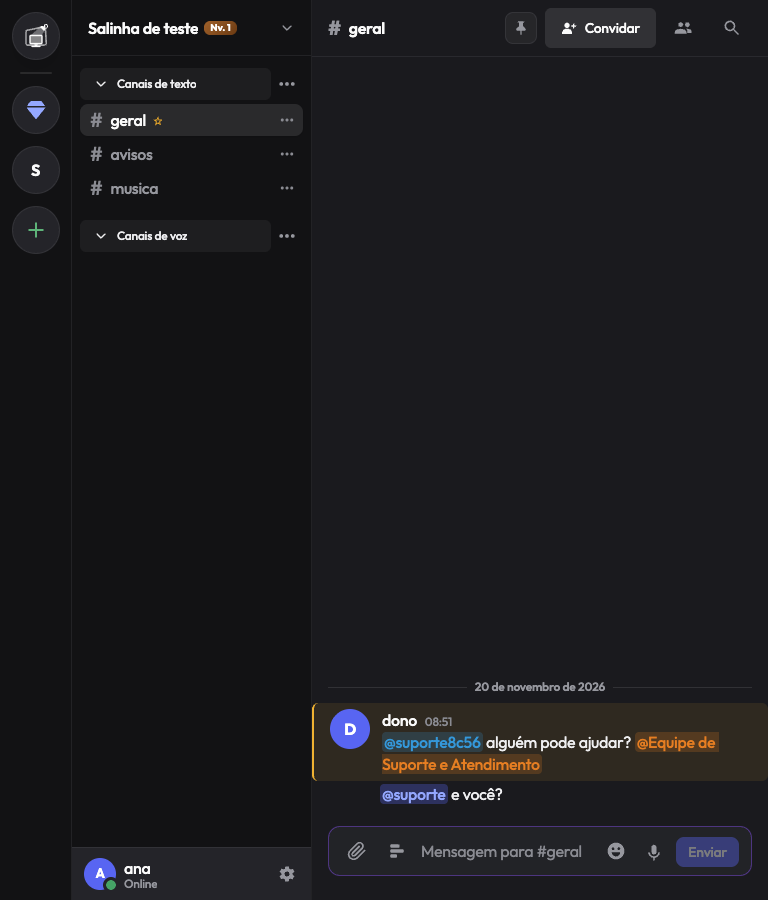 Salinha de teste Nv. 1
# geral
Convidar
Canais de texto
S
# geral
# avisos
# musica
Canais de voz
20 de novembro de 2026
D
dono 08:51
@suporte8c56 alguém pode ajudar? @Equipe de
Suporte e Atendimento
@suporte e você?
Mensagem para #geral
Enviar
A
ana
Online